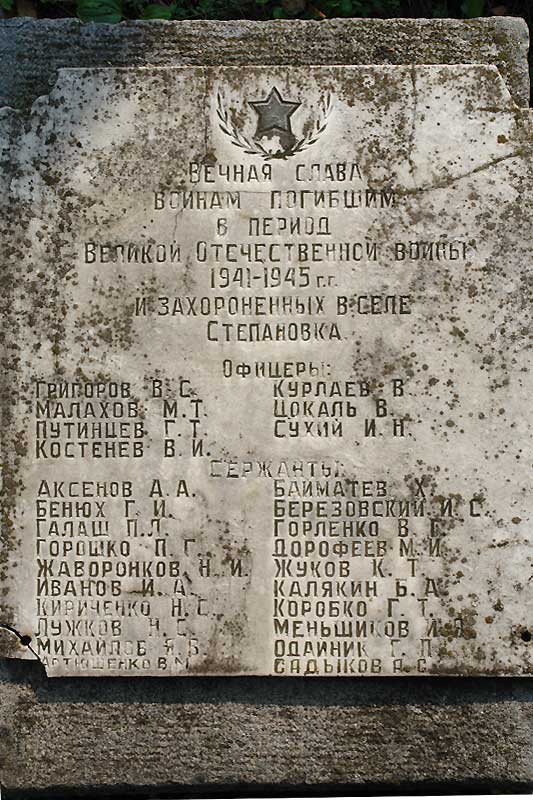 Вечная слава
воинам погибшим
в период
Великой Отечественной войны
1941-1945 г.г.
и захороненных в селе
Степановка
Офицеры:
Григоров В. С.
Малахов М. Т.
Путинцев Г. Т.
Костенев В. И.
Курлаев В.
Цокаль В.
Сухий И. Н.
Сержанты:
Аксенов А. А.
Бенюх Г. И.
Галаш П. Л.
Горошко П. Г.
Жаворонков Н. И.
Иванов И. А.
Кириченко Н. С.
Лужков Н. С.
Михайлов Я. Б.
Артюшенко В. М.
Байматев Х.
Березовский И. С.
Горленко В. Г.
Дорофеев М. И.
Жуков К. Т.
Калякин Б. А.
Коробко Г. Т.
Меньшиков И. Я.
Одайник Г. П.
Садыков А. С.